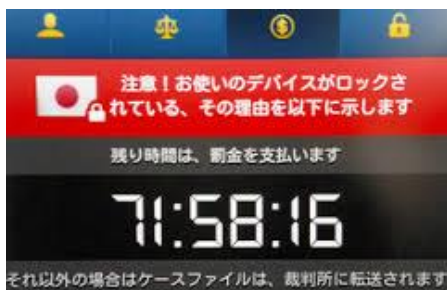 注意！お使いのデバイスがロックさ
れている、その理由を以下に示します
残り時間は、罰金を支払います
71:58:16
それ以外の場合はケースファイルは、裁判所に転送されます